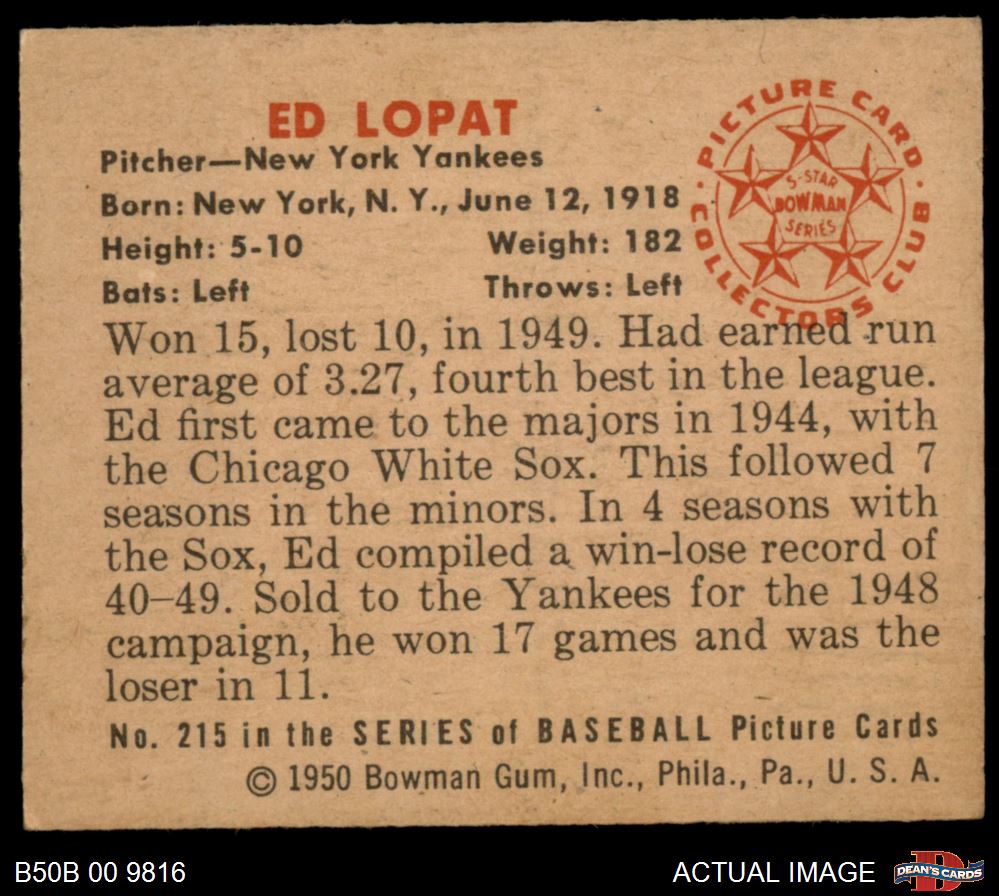 ED LOPAT
Pitcher—New York Yankees
Born: New York, N. Y., June 12, 1918
Height: 5-10 Weight: 182
Bats: Left Throws: Left
PICTURE CARD
COLLECTORS CLUB
5-STAR
BOWMAN
SERIES
Won 15, lost 10, in 1949. Had earned run
average of 3.27, fourth best in the league.
Ed first came to the majors in 1944, with
the Chicago White Sox. This followed 7
seasons in the minors. In 4 seasons with
the Sox, Ed compiled a win-lose record of
40–49. Sold to the Yankees for the 1948
campaign, he won 17 games and was the
loser in 11.
No. 215 in the SERIES of BASEBALL Picture Cards
© 1950 Bowman Gum, Inc., Phila., Pa., U. S. A.
B50B 00 9816 ACTUAL IMAGE D DEAN'S CARDS